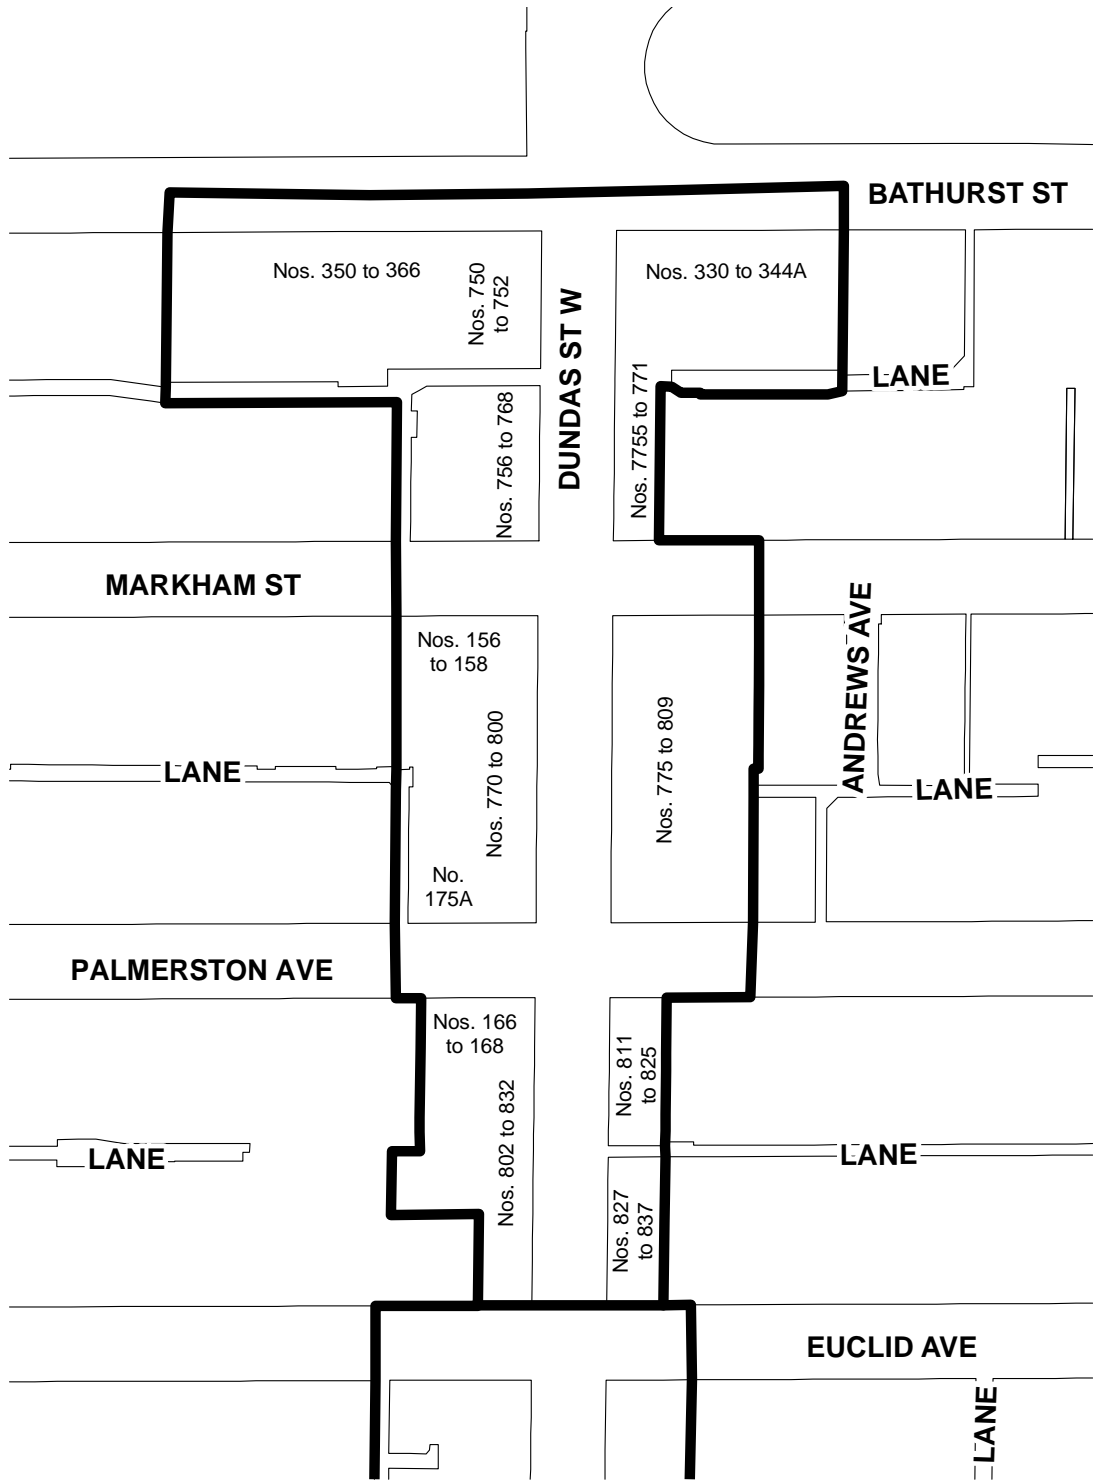 BATHURST ST
Nos. 350 to 366
Nos. 750
to 752
DUNDAS ST W
Nos. 330 to 344A
LANE
Nos. 756 to 768
Nos. 7755 to 771
MARKHAM ST
ANDREWS AVE
Nos. 156
to 158
Nos. 770 to 800
Nos. 775 to 809
LANE
LANE
No.
175A
PALMERSTON AVE
Nos. 166
to 168
Nos. 811
to 825
Nos. 802 to 832
LANE
LANE
Nos. 827
to 837
EUCLID AVE
LANE